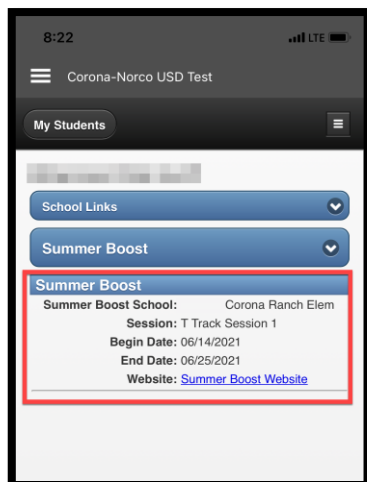 8:22
LTE
Corona-Norco USD Test
My Students
School Links
Summer Boost
Summer Boost
Summer Boost School: Corona Ranch Elem
Session: T Track Session 1
Begin Date: 06/14/2021
End Date: 06/25/2021
Website: Summer Boost Website